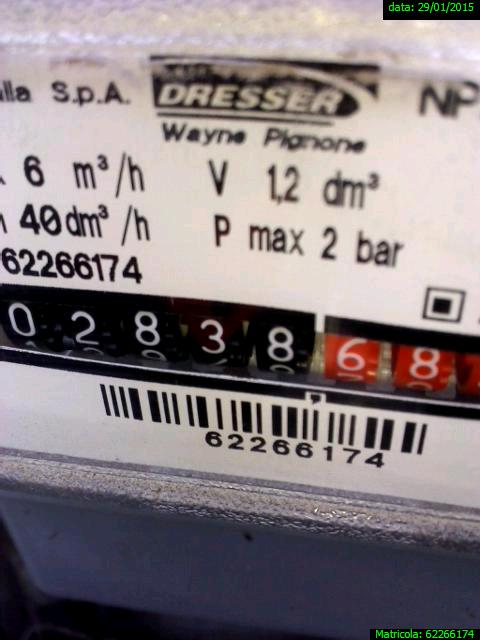 data: 29/01/2015
lla S.p.A.
DRESSER
NP
Wayne Pignone
6 m³/h
V 1,2 dm³
40dm³/h
P max 2 bar
62266174
0 2 8 3 8 6 8
62266174
Matricola: 62266174